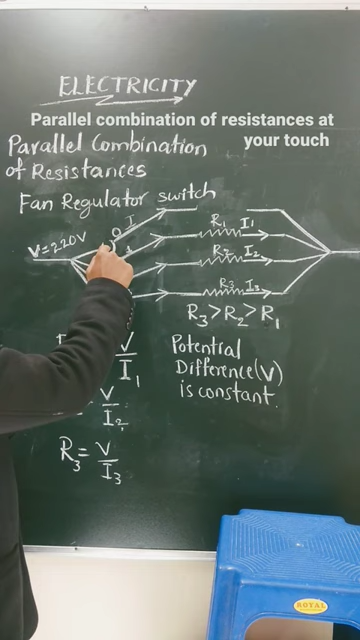 ELECTRICITY
Parallel combination of resistances at
your touch
Parallel Combination
of Resistances
Fan Regulator switch
V=220V
I
R1 I1
R2 I2
R3 I3
R3>R2>R1
V
I1
V
I2
R3=V
I3
Potential
Difference(V)
is constant.
ROYAL